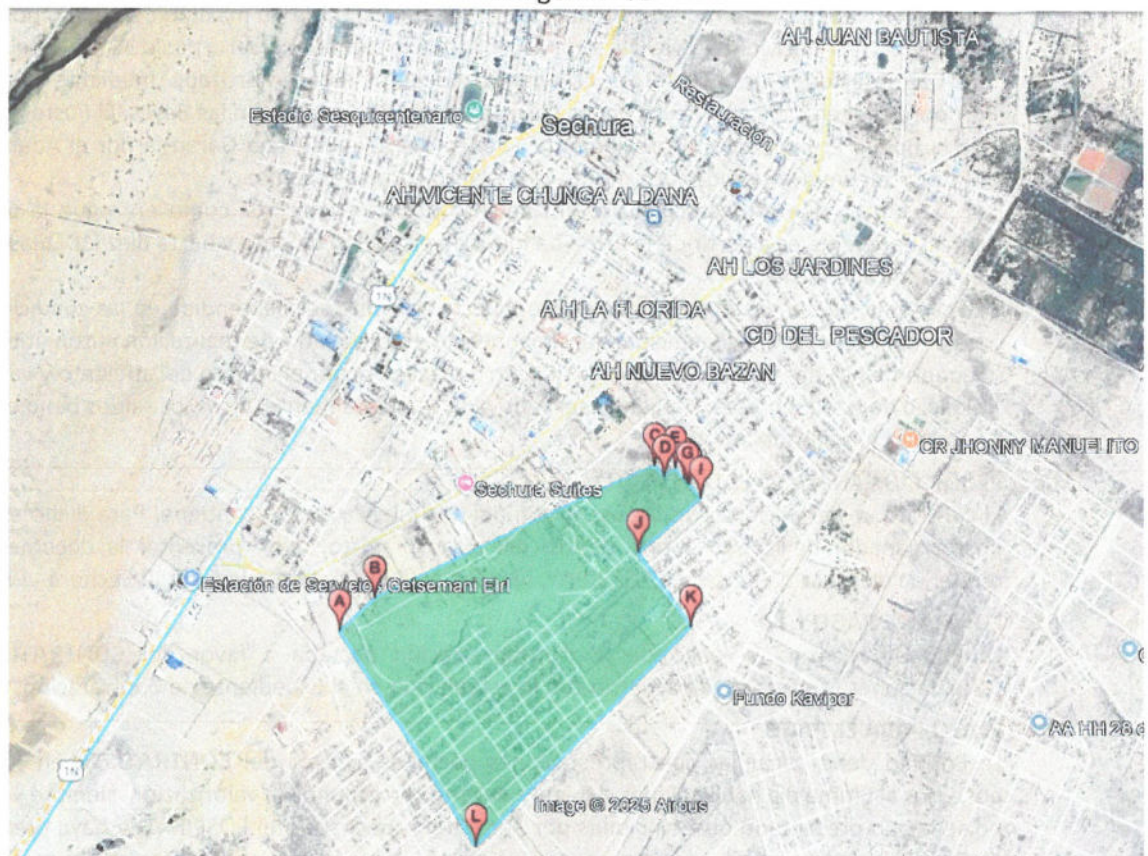 AH JUAN BAUTISTA
Restauración
Estadio Sesquicentenario
Sechura
AH VICENTE CHUNGA ALDANA
AH LOS JARDINES
1N
A.H LA FLORIDA
CD DEL PESCADOR
AH NUEVO BAZAN
CR JHONNY MANUELITO
C
E
D
G
I
Sechura Suites
J
B
Estación de Servicios Getsemani Eirl
A
K
Fundo Kavipor
AA HH 28 d
1N
L
Image © 2025 Airbus